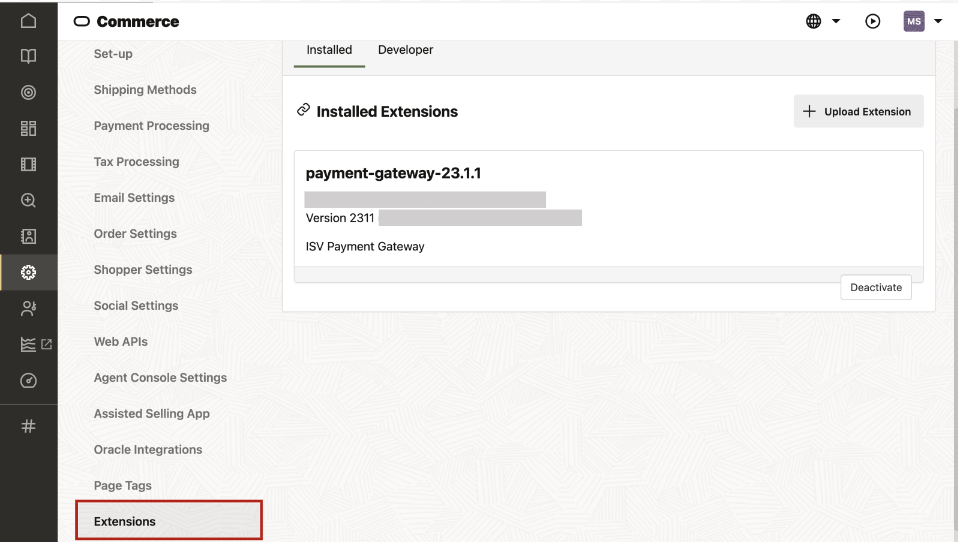 Commerce
MS
Set-up
Shipping Methods
Payment Processing
Tax Processing
Email Settings
Order Settings
Shopper Settings
Social Settings
Web APIs
Agent Console Settings
Assisted Selling App
Oracle Integrations
Page Tags
Extensions
Installed Developer
Installed Extensions
Upload Extension
payment-gateway-23.1.1
Version 2311
ISV Payment Gateway
Deactivate